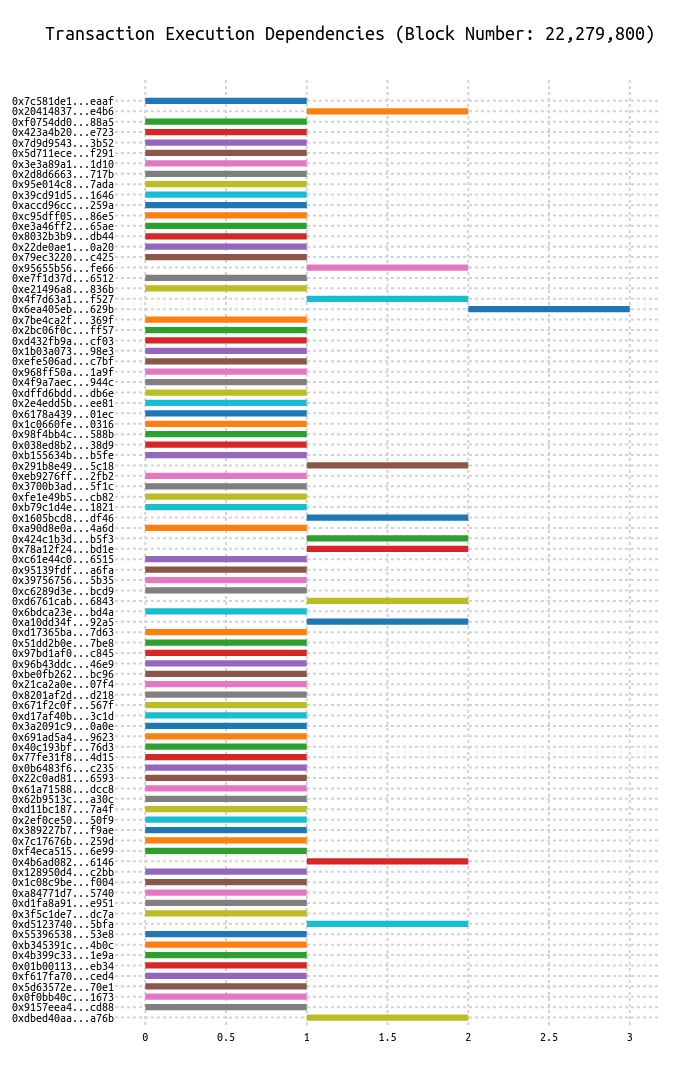 Transaction Execution Dependencies (Block Number: 22,279,800)
0x7c581de1...eaaf
0x20414837...e4b6
0xf0754dd0...88a5
0x423a4b20...e723
0x7d9d9543...3b52
0x5d711ece...f291
0x3e3a89a1...1d10
0x2d8d6663...717b
0x95e014c8...7ada
0x39cd91d5...1646
0xaccd96cc...259a
0xc95dff05...86e5
0xe3a46ff2...65ae
0x8032b3b9...db44
0x22de0ae1...0a20
0x79ec3220...c425
0x95655b56...fe66
0xe7f1d37d...6512
0xe21496a8...836b
0x4f7d63a1...f527
0x6ea405eb...629b
0x7be4ca2f...369f
0x2bc06f0c...ff57
0xd432fb9a...cf03
0x1b03a073...98e3
0xefe506ad...c7bf
0x968ff50a...1a9f
0x4f9a7aec...944c
0xdffd6bdd...db6e
0x2e4edd5b...ee81
0x6178a439...01ec
0x1c0660fe...0316
0x98f4bb4c...588b
0x038ed8b2...38d9
0xb155634b...b5fe
0x291b8e49...5c18
0xeb9276ff...2fb2
0x3700b3ad...5f1c
0xfe1e49b5...cb82
0xb79c1d4e...1821
0x1605bcd8...df46
0xa90d8e0a...4a6d
0x424c1b3d...b5f3
0x78a12f24...bd1e
0xc61e44c0...6515
0x95139fdf...a6fa
0x39756756...5b35
0xc6289d3e...bcd9
0xd6761cab...6843
0x6bdca23e...bd4a
0xa10dd34f...92a5
0xd17365ba...7d63
0x51dd2b0e...7be8
0x97bd1af0...c845
0x96b43ddc...46e9
0xbe0fb262...bc96
0x21ca2a0e...07f4
0x8201af2d...d218
0x671f2c0f...567f
0xd17af40b...3c1d
0x3a2091c9...0a0e
0x691ad5a4...9623
0x40c193bf...76d3
0x77fe31f8...4d15
0x0b6483f6...c235
0x22c0ad81...6593
0x61a71588...dcc8
0x62b9513c...a30c
0xd11bc187...7a4f
0x2ef0ce50...50f9
0x389227b7...f9ae
0x7c17676b...259d
0xf4eca515...6e99
0x4b6ad082...6146
0x128950d4...c2bb
0x1c08c9be...f004
0xa84771d7...5740
0xd1fa8a91...e951
0x3f5c1de7...dc7a
0xd5123740...5bfa
0x55396538...53e8
0xb345391c...4b0c
0x4b399c33...1e9a
0x01b00113...eb34
0xf617fa70...ced4
0x5d63572e...70e1
0x0f0bb40c...1673
0x9157eea4...cd88
0xdbed40aa...a76b
0 0.5 1 1.5 2 2.5 3